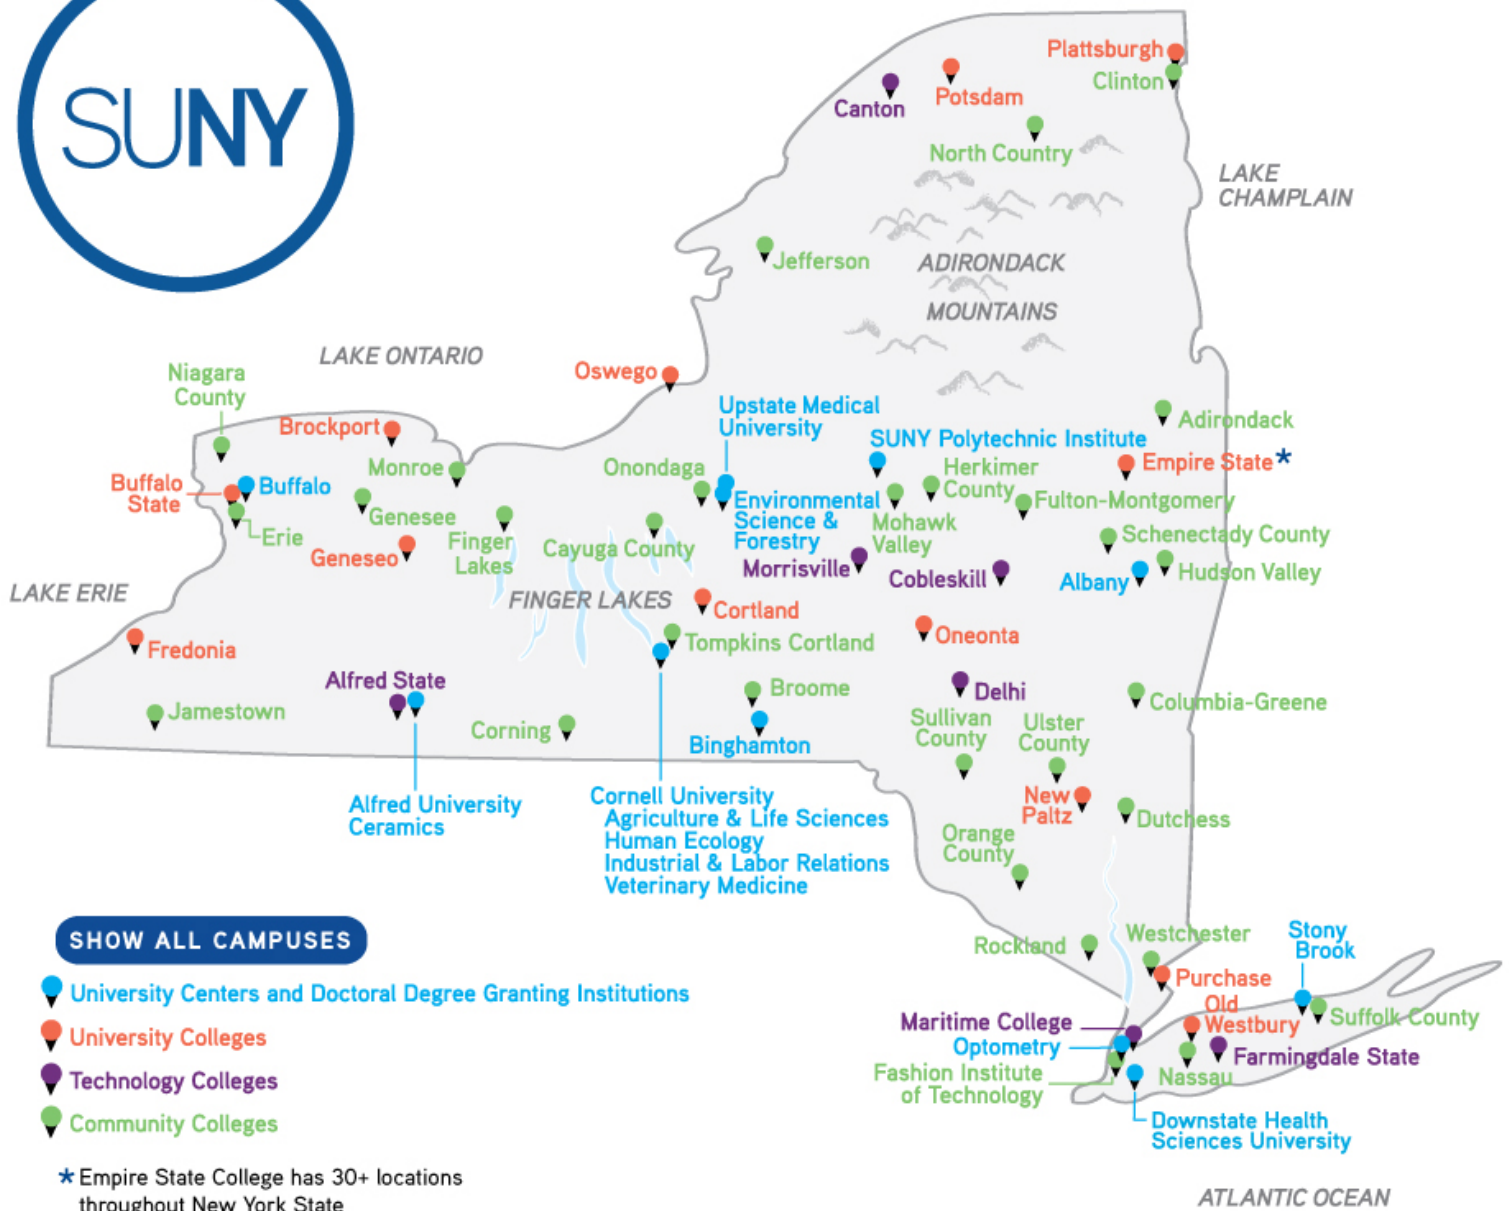 SUNY
Plattsburgh
Clinton
Potsdam
Canton
North Country
LAKE
CHAMPLAIN
Jefferson
ADIRONDACK
MOUNTAINS
LAKE ONTARIO
Oswego
Niagara
County
Brockport
Upstate Medical
University
Adirondack
SUNY Polytechnic Institute
Monroe
Onondaga
Herkimer
County
Empire State*
Buffalo
State
Buffalo
Environmental
Science &
Forestry
Fulton-Montgomery
Genesee
Mohawk
Valley
Erie
Finger
Lakes
Cayuga County
Schenectady County
Geneseo
Morrisville
Cobleskill
Albany
Hudson Valley
LAKE ERIE
FINGER LAKES
Cortland
Oneonta
Fredonia
Tompkins Cortland
Alfred State
Broome
Delhi
Columbia-Greene
Jamestown
Corning
Binghamton
Sullivan
County
Ulster
County
Alfred University
Ceramics
Cornell University
Agriculture & Life Sciences
Human Ecology
Industrial & Labor Relations
Veterinary Medicine
New
Paltz
Dutchess
Orange
County
Rockland
Westchester
Stony
Brook
Purchase
Old
Westbury
Suffolk County
Maritime College
Optometry
Farmingdale State
Fashion Institute
of Technology
Nassau
Downstate Health
Sciences University
SHOW ALL CAMPUSES
University Centers and Doctoral Degree Granting Institutions
University Colleges
Technology Colleges
Community Colleges
* Empire State College has 30+ locations
throughout New York State
ATLANTIC OCEAN